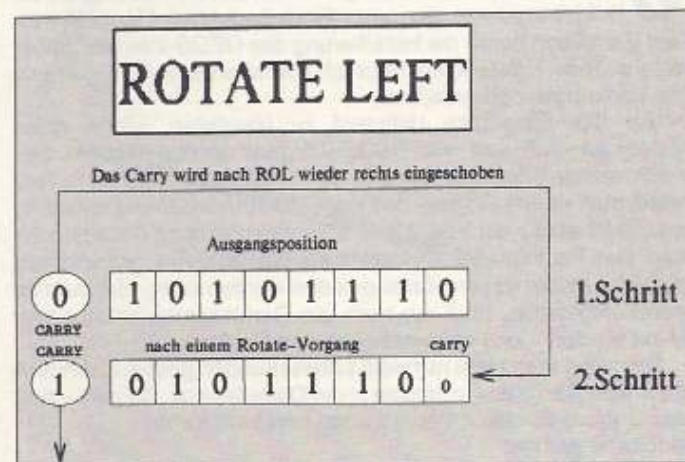 ROTATE LEFT
Das Carry wird nach ROL wieder rechts eingeschoben
Ausgangsposition
0 1 0 1 0 1 1 1 0 1.Schritt
CARRY
CARRY nach einem Rotate-Vorgang carry
1 0 1 0 1 1 1 0 0 2.Schritt